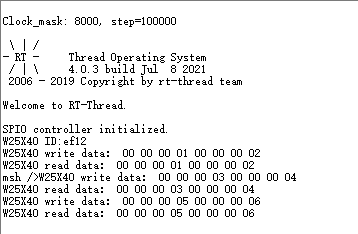 Clock_mask: 8000, step=100000
\ | /
- RT -     Thread Operating System
/ | \     4.0.3 build Jul  8 2021
2006 - 2019 Copyright by rt-thread team
Welcome to RT-Thread.
SPIO controller initialized.
W25X40 ID:ef12
W25X40 write data:  00 00 00 01 00 00 00 02
W25X40 read data:  00 00 00 01 00 00 00 02
msh />W25X40 write data:  00 00 00 03 00 00 00 04
W25X40 read data:  00 00 00 03 00 00 00 04
W25X40 write data:  00 00 00 05 00 00 00 06
W25X40 read data:  00 00 00 05 00 00 00 06